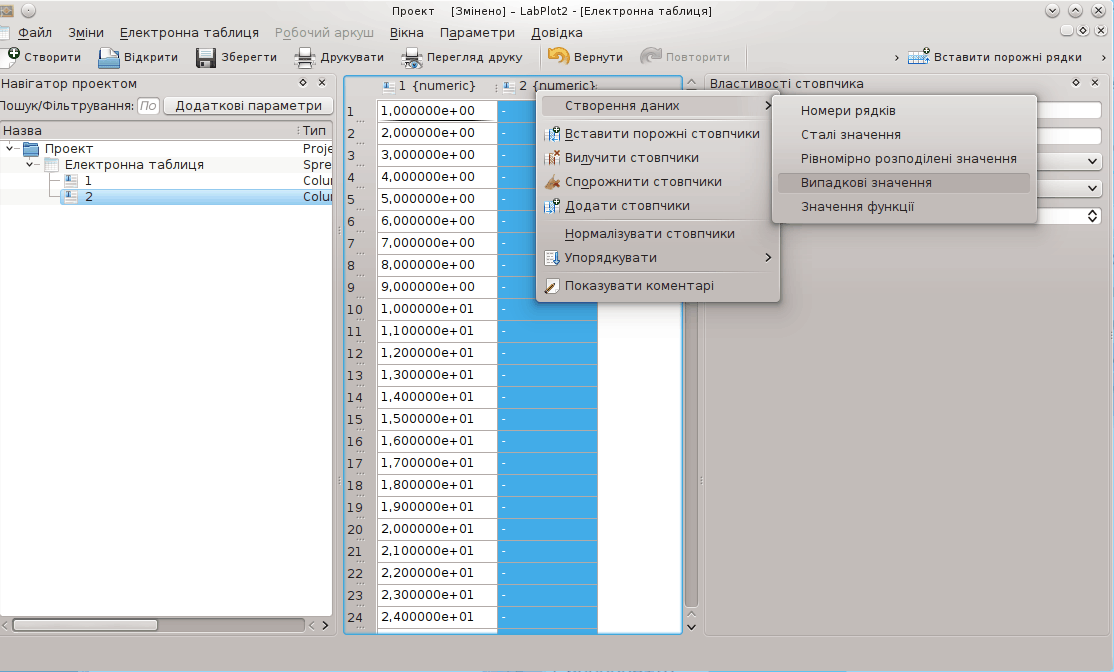 Проект [Змінено] – LabPlot2 - [Електронна таблиця]
Файл Зміни Електронна таблиця Робочий аркуш Вікна Параметри Довідка
Створити Відкрити Зберегти Друкувати Перегляд друку Вернути Повторити Вставити порожні рядки
Навігатор проектом
Пошук/Фільтрування: По Додаткові параметри
Назва Тип
Проект Proje
Електронна таблиця Spre
1 Colur
2 Colur
1 {numeric} 2 {numeric}
1 1,000000e+00 -
2 2,000000e+00
3 3,000000e+00
4 4,000000e+00
5 5,000000e+00
6 6,000000e+00
7 7,000000e+00
8 8,000000e+00
9 9,000000e+00
10 1,000000e+01 -
11 1,100000e+01 -
12 1,200000e+01 -
13 1,300000e+01 -
14 1,400000e+01 -
15 1,500000e+01 -
16 1,600000e+01 -
17 1,700000e+01 -
18 1,800000e+01 -
19 1,900000e+01 -
20 2,000000e+01 -
21 2,100000e+01 -
22 2,200000e+01 -
23 2,300000e+01 -
24 2,400000e+01 -
Властивості стовпчика
Створення даних
Вставити порожні стовпчики
Вилучити стовпчики
Спорожнити стовпчики
Додати стовпчики
Нормалізувати стовпчики
Упорядкувати
Показувати коментарі
Номери рядків
Сталі значення
Рівномірно розподілені значення
Випадкові значення
Значення функції